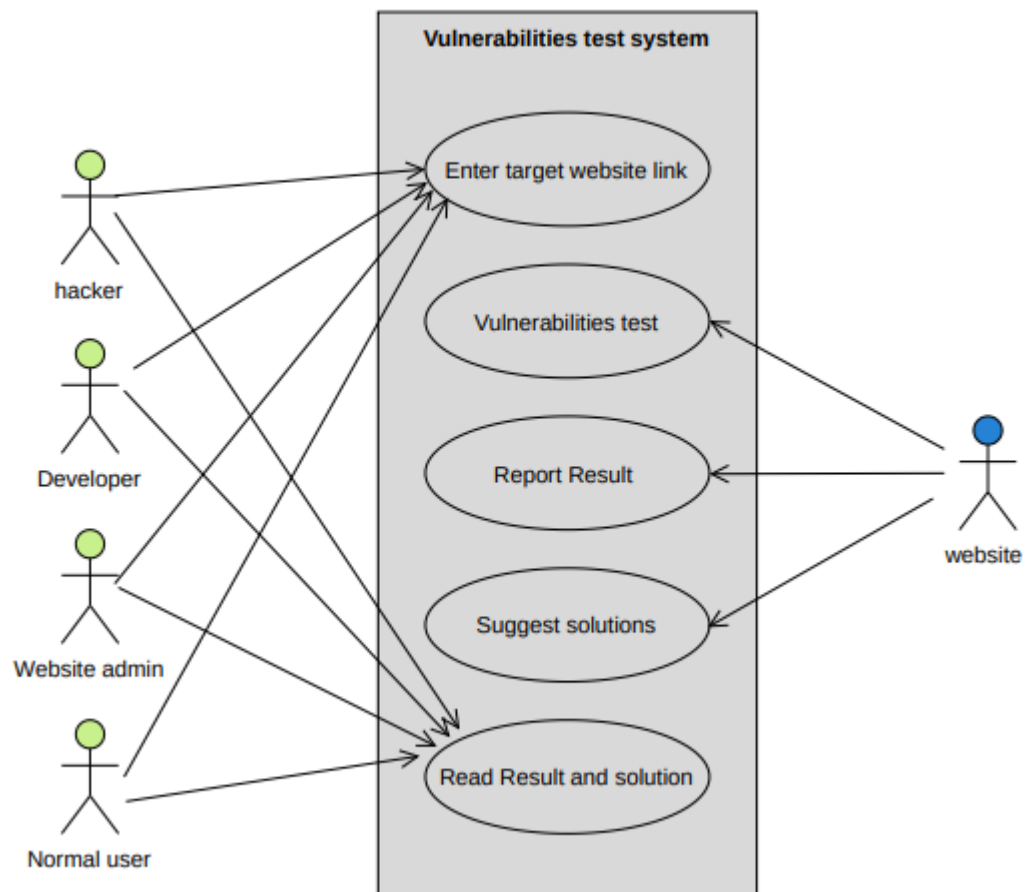 Vulnerabilities test system
Enter target website link
hacker
Vulnerabilities test
Developer
Report Result
website
Suggest solutions
Website admin
Read Result and solution
Normal user